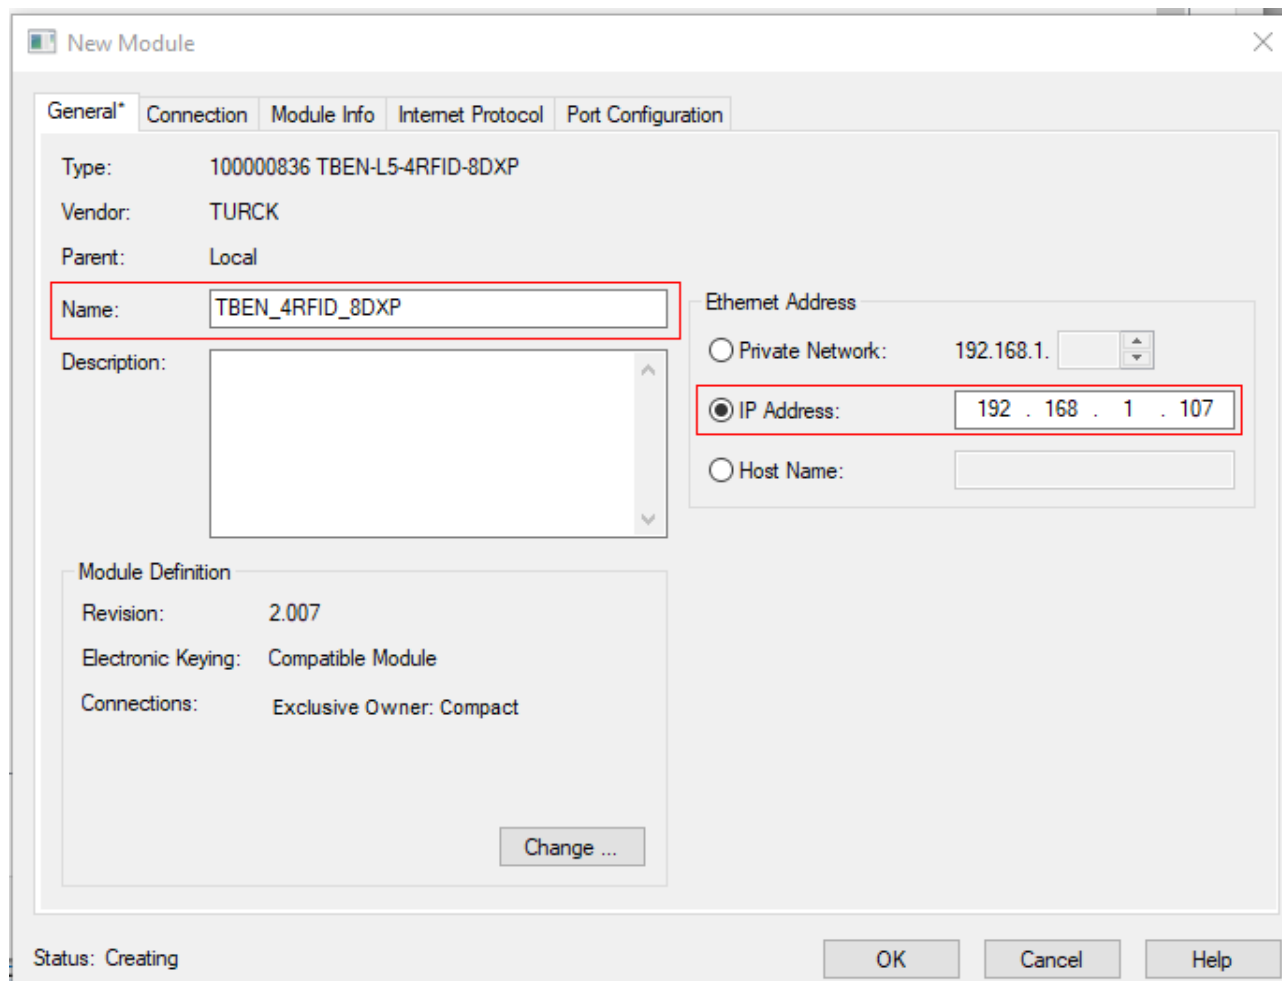 New Module
General* Connection Module Info Internet Protocol Port Configuration
Type: 100000836 TBEN-L5-4RFID-8DXP
Vendor: TURCK
Parent: Local
Name: TBEN_4RFID_8DXP
Description:
Ethernet Address
Private Network: 192.168.1.
IP Address: 192 . 168 . 1 . 107
Host Name:
Module Definition
Revision: 2.007
Electronic Keying: Compatible Module
Connections: Exclusive Owner: Compact
Change ...
Status: Creating
OK Cancel Help